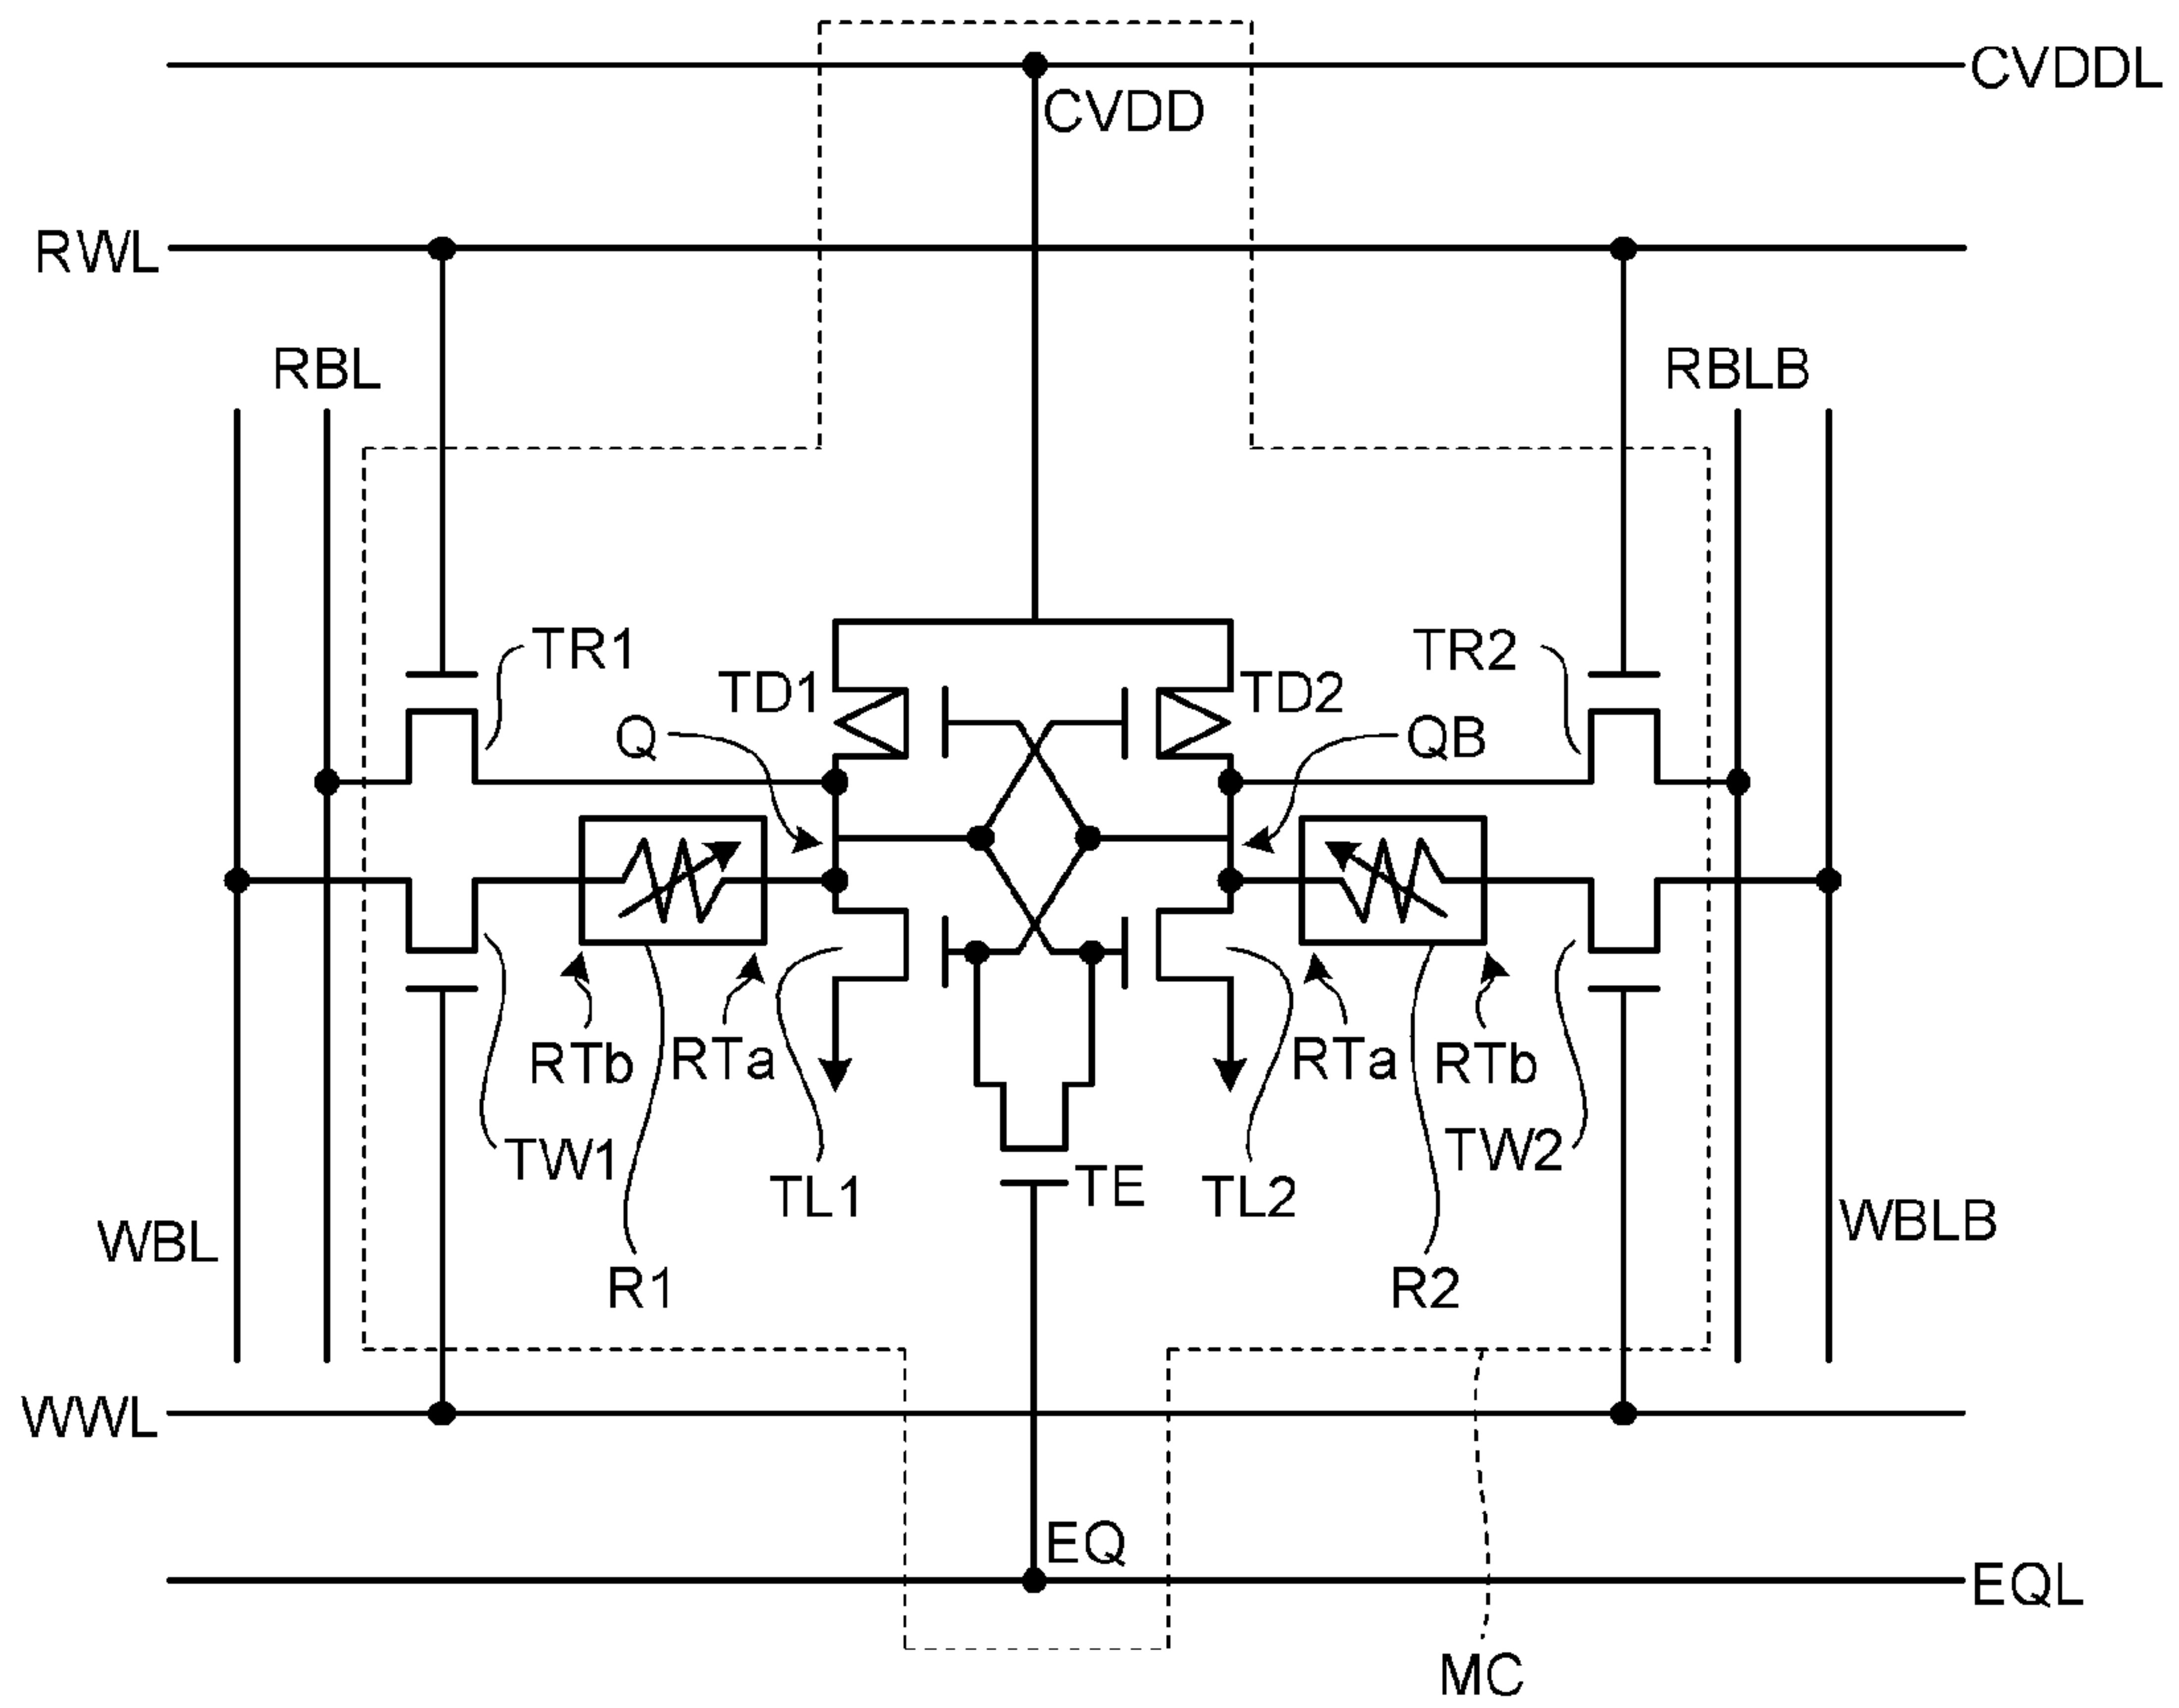 CVDDL
CVDD
RWL
RBL
RBLB
TR1
TR2
TD1
TD2
Q
QB
RTb
RTa
RTa
RTb
TW1
TW2
TL1
TE
TL2
WBL
WBLB
R1
R2
WWL
EQ
EQL
MC